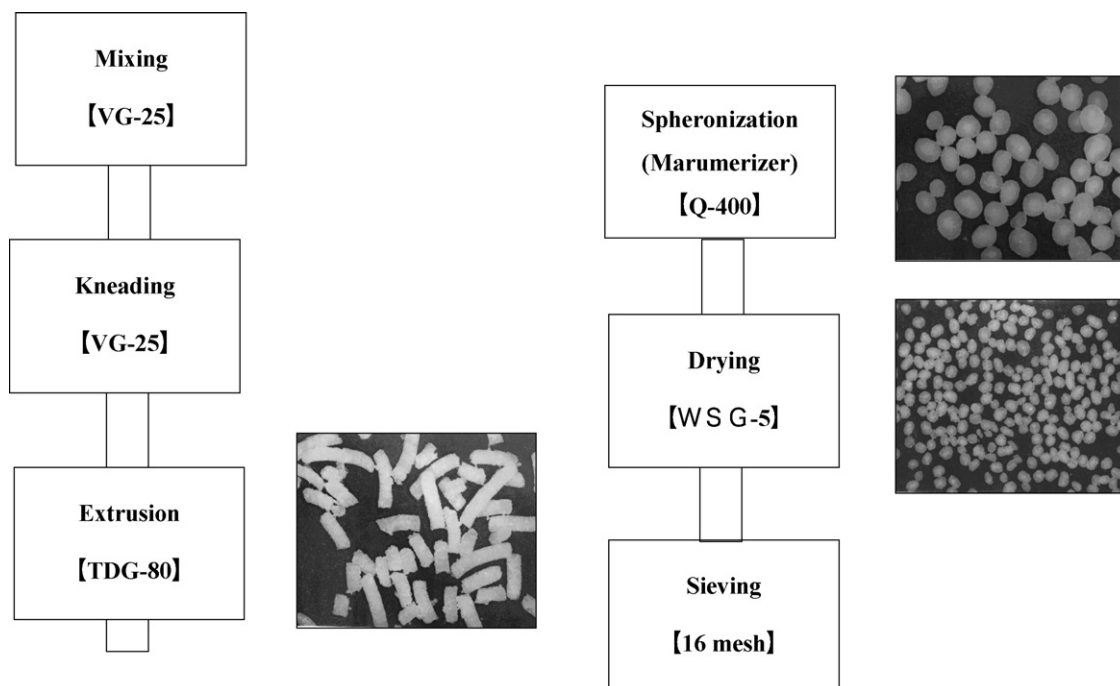 Mixing
【VG-25】
Kneading
【VG-25】
Extrusion
【TDG-80】
Spheronization
(Marumerizer)
【Q-400】
Drying
【ＷＳＧ-5】
Sieving
【16 mesh】